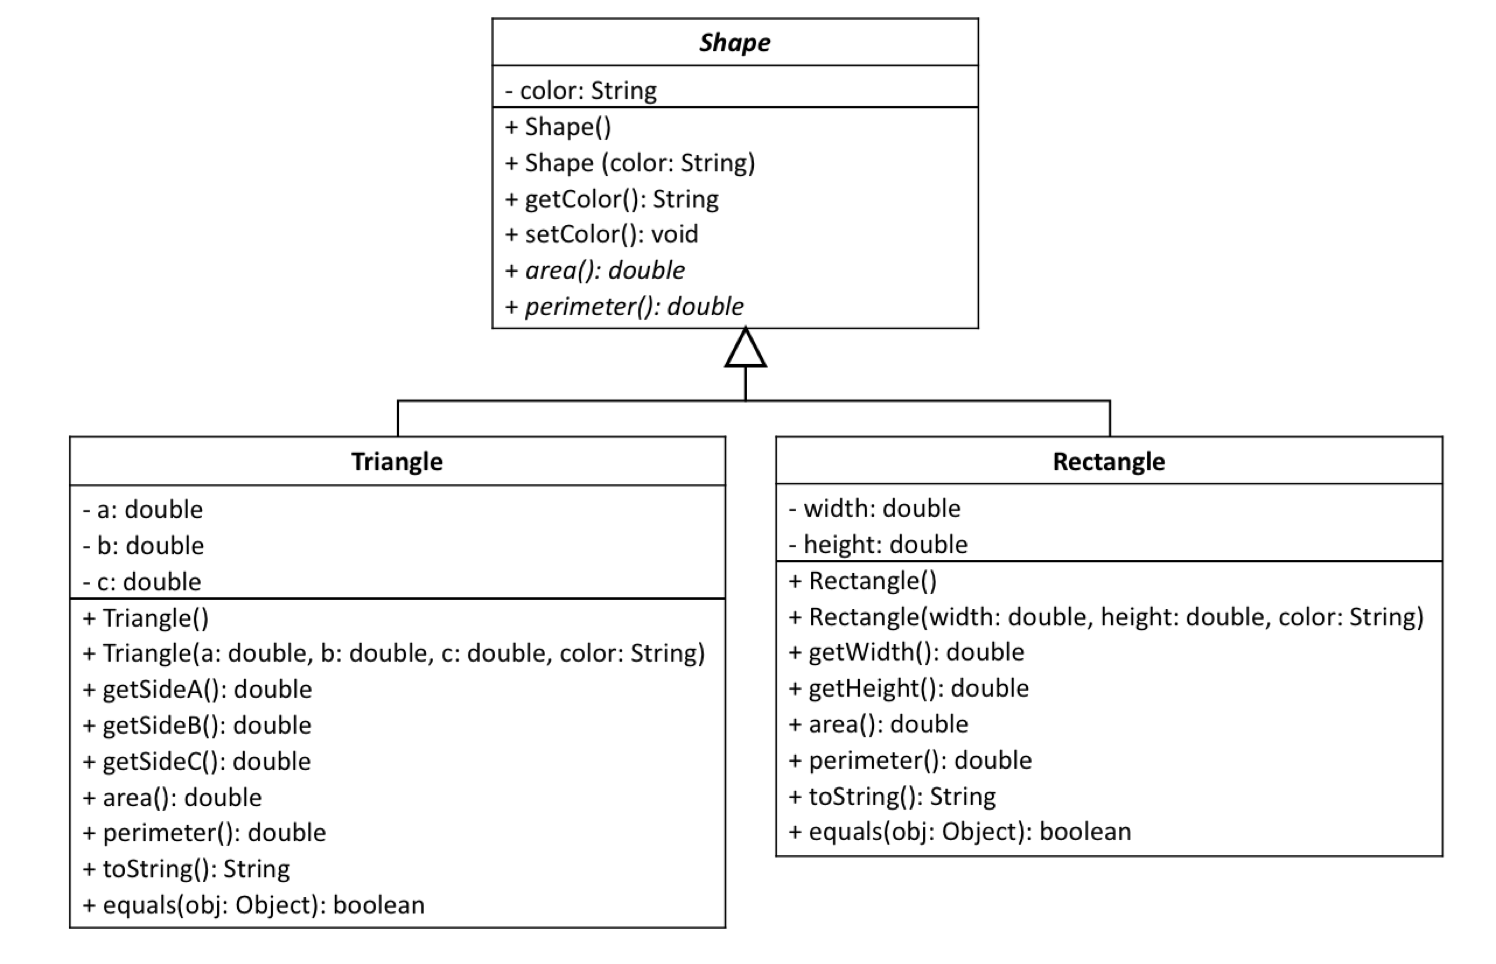 Shape
- color: String
+ Shape()
+ Shape (color: String)
+ getColor(): String
+ setColor(): void
+ area(): double
+ perimeter(): double
Triangle
- a: double
- b: double
- c: double
+ Triangle()
+ Triangle(a: double, b: double, c: double, color: String)
+ getSideA(): double
+ getSideB(): double
+ getSideC(): double
+ area(): double
+ perimeter(): double
+ toString(): String
+ equals(obj: Object): boolean
Rectangle
- width: double
- height: double
+ Rectangle()
+ Rectangle(width: double, height: double, color: String)
+ getWidth(): double
+ getHeight(): double
+ area(): double
+ perimeter(): double
+ toString(): String
+ equals(obj: Object): boolean